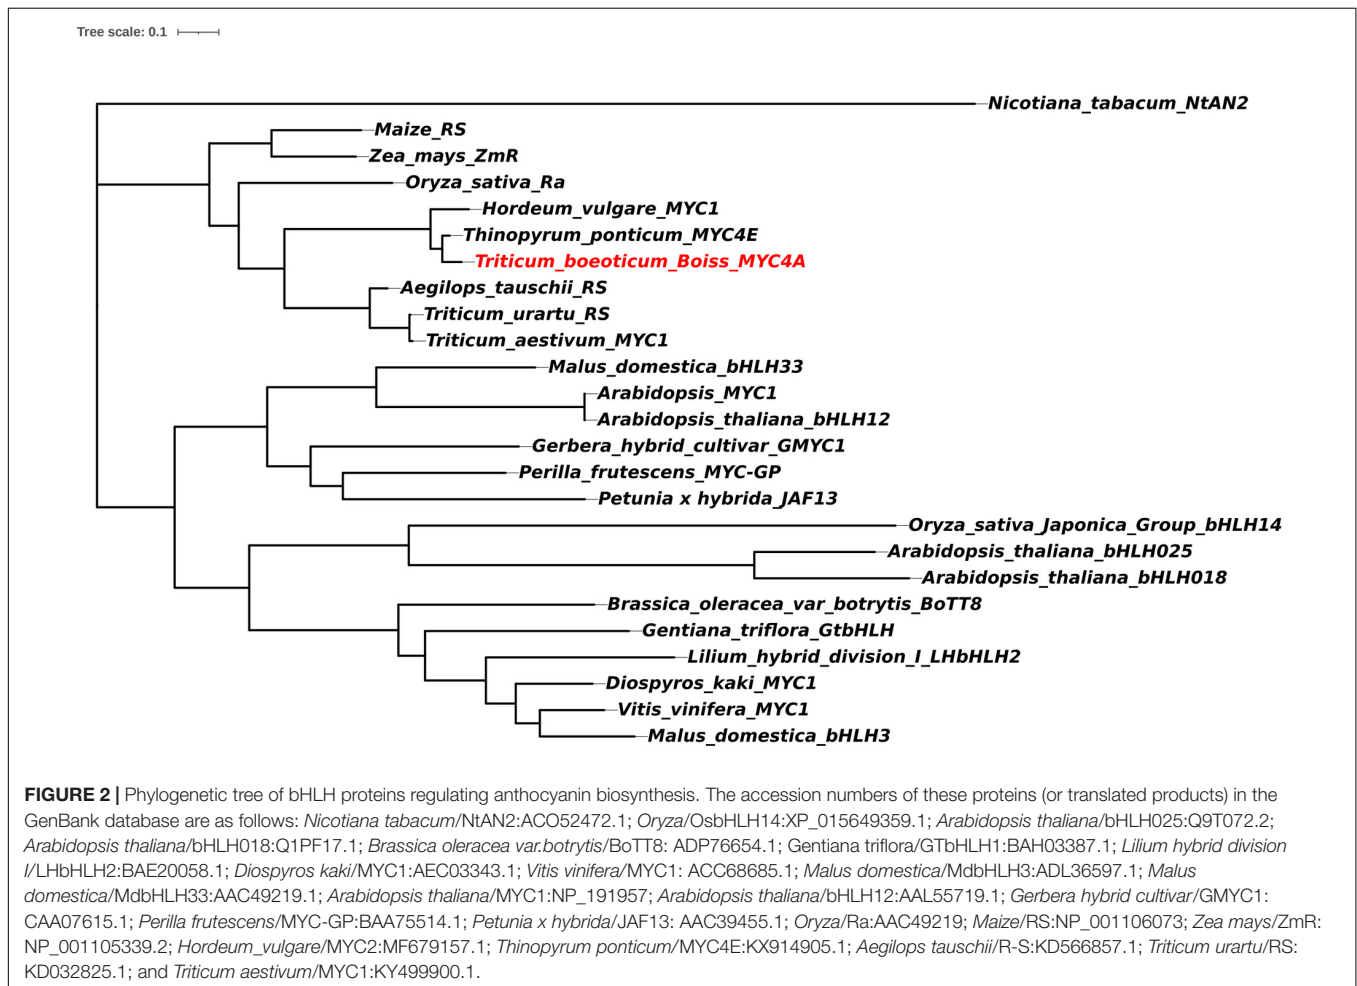 Tree scale: 0.1
Nicotiana_tabacum_NtAN2
Maize_RS
Zea_mays_ZmR
Oryza_sativa_Ra
Hordeum_vulgare_MYC1
Thinopyrum_ponticum_MYC4E
Triticum_boeoticum_Boiss_MYC4A
Aegilops_tauschii_RS
Triticum_urartu_RS
Triticum_aestivum_MYC1
Malus_domestica_bHLH33
Arabidopsis_MYC1
Arabidopsis_thaliana_bHLH12
Gerbera_hybrid_cultivar_GMYC1
Perilla_frutescens_MYC-GP
Petunia x hybrida_JAF13
Oryza_sativa_Japonica_Group_bHLH14
Arabidopsis_thaliana_bHLH025
Arabidopsis_thaliana_bHLH018
Brassica_oleracea_var_botrytis_BoTT8
Gentiana_triflora_GtbHLH
Lilium_hybrid_division_I_LHbHLH2
Diospyros_kaki_MYC1
Vitis_vinifera_MYC1
Malus_domestica_bHLH3
FIGURE 2 | Phylogenetic tree of bHLH proteins regulating anthocyanin biosynthesis. The accession numbers of these proteins (or translated products) in the
GenBank database are as follows: Nicotiana tabacum/NtAN2:ACO52472.1; Oryza/OsbHLH14:XP_015649359.1; Arabidopsis thaliana/bHLH025:Q9T072.2;
Arabidopsis thaliana/bHLH018:Q1PF17.1; Brassica oleracea var.botrytis/BoTT8: ADP76654.1; Gentiana triflora/GTbHLH1:BAH03387.1; Lilium hybrid division
I/LHbHLH2:BAE20058.1; Diospyros kaki/MYC1:AEC03343.1; Vitis vinifera/MYC1: ACC68685.1; Malus domestica/MdbHLH3:ADL36597.1; Malus
domestica/MdbHLH33:AAC49219.1; Arabidopsis thaliana/MYC1:NP_191957; Arabidopsis thaliana/bHLH12:AAL55719.1; Gerbera hybrid cultivar/GMYC1:
CAA07615.1; Perilla frutescens/MYC-GP:BAA75514.1; Petunia x hybrida/JAF13: AAC39455.1; Oryza/Ra:AAC49219; Maize/RS:NP_001106073; Zea mays/ZmR:
NP_001105339.2; Hordeum_vulgare/MYC2:MF679157.1; Thinopyrum ponticum/MYC4E:KX914905.1; Aegilops tauschii/R-S:KD566857.1; Triticum urartu/RS:
KD032825.1; and Triticum aestivum/MYC1:KY499900.1.